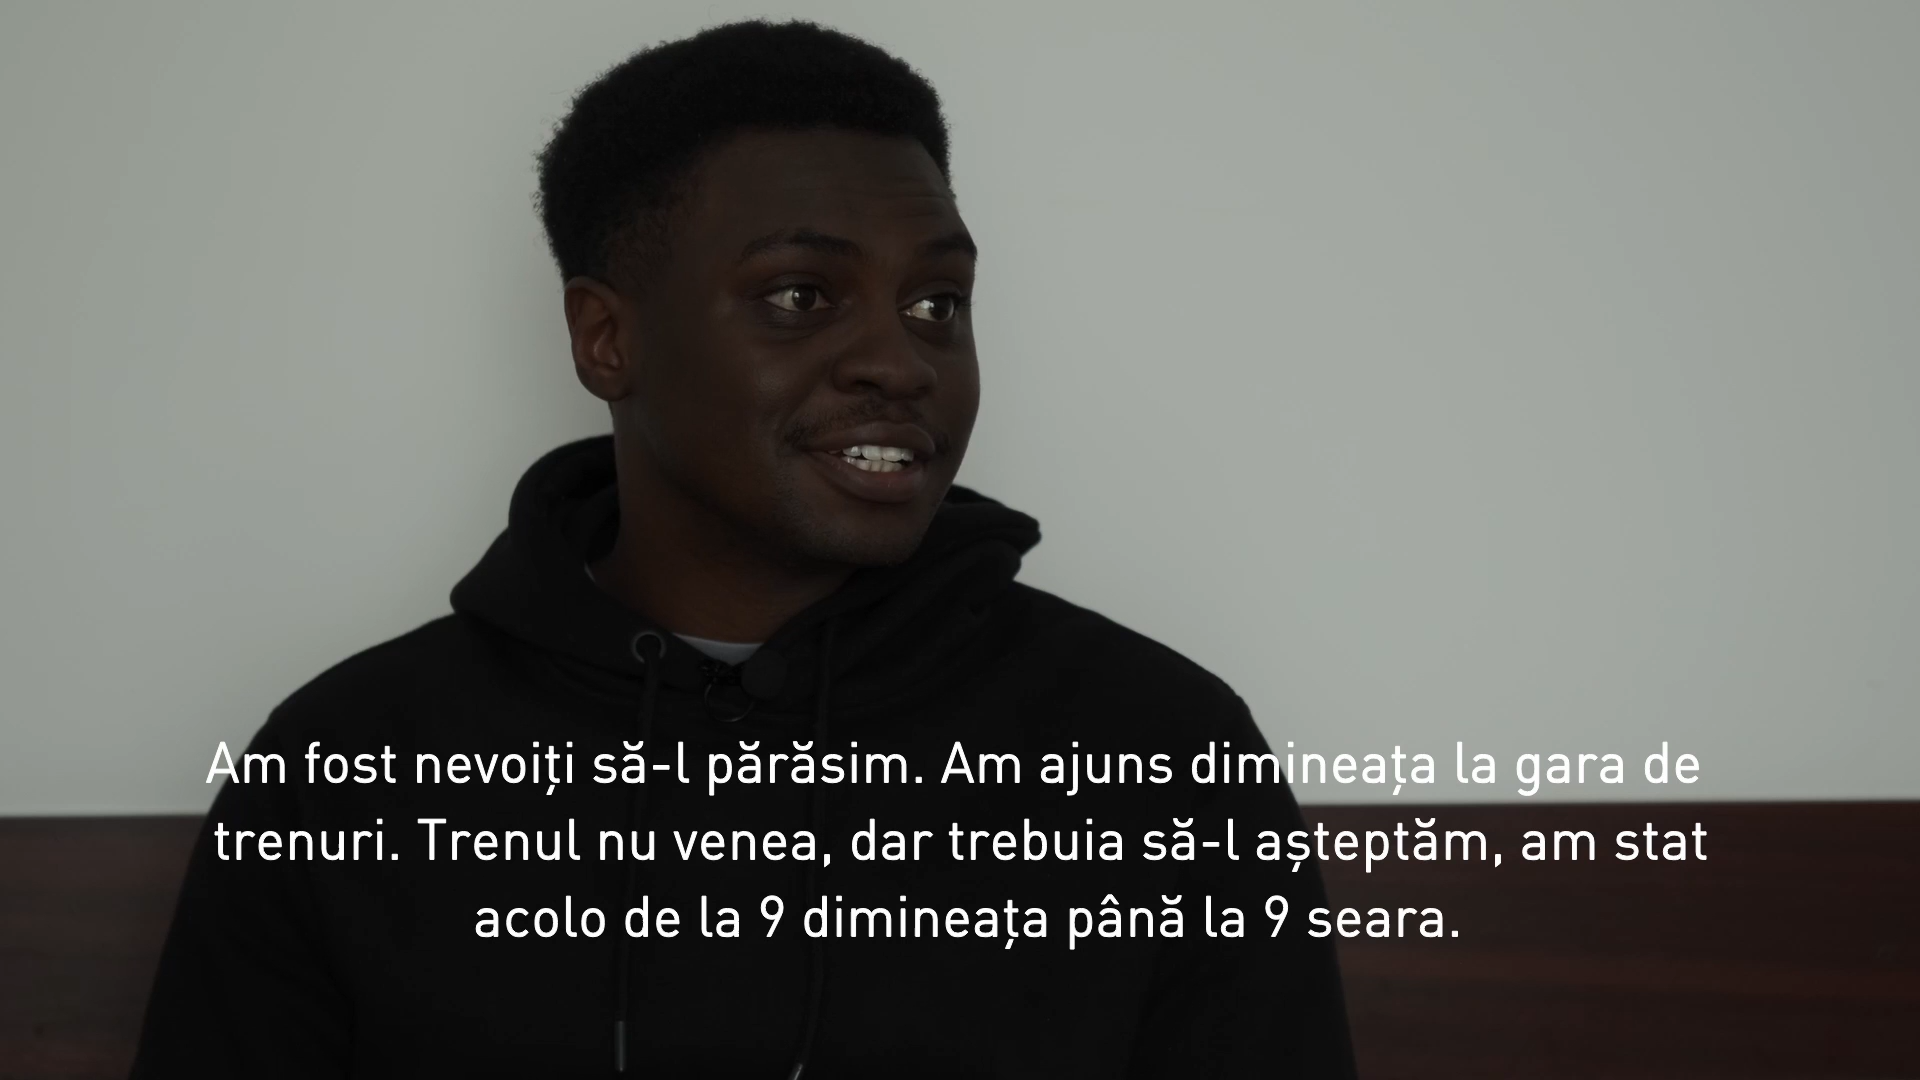 Am fost nevoiți să-l părăsim. Am ajuns dimineața la gara de
trenuri. Trenul nu venea, dar trebuia să-l așteptăm, am stat
acolo de la 9 dimineața până la 9 seara.